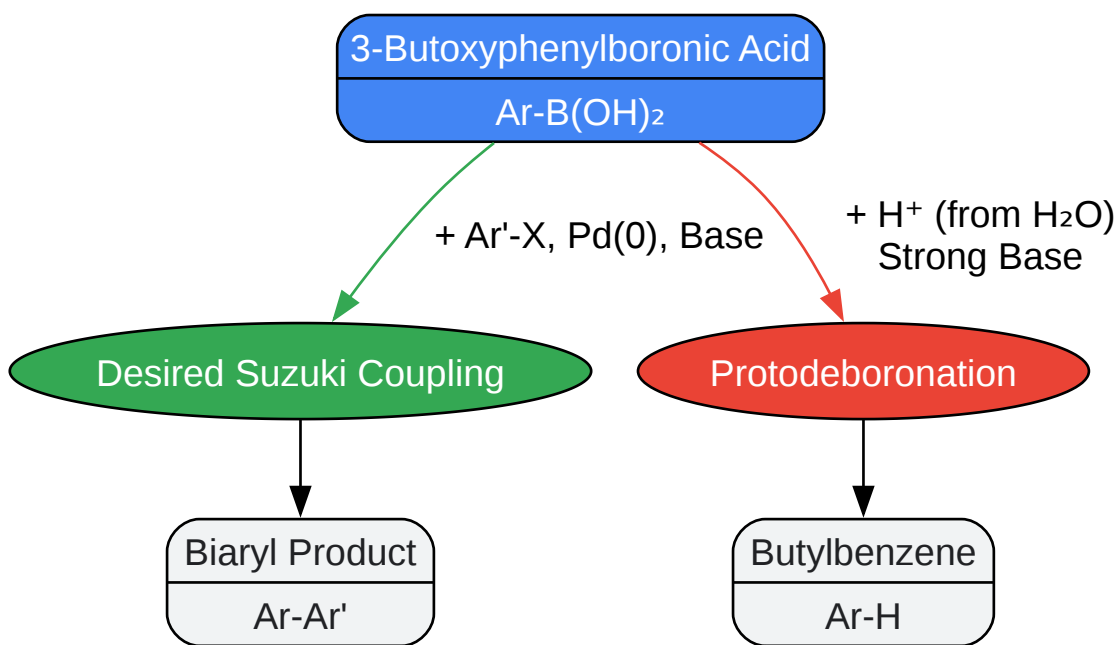 3-Butoxyphenylboronic Acid
Ar-B(OH)₂
+ Ar'-X, Pd(0), Base
+ H⁺ (from H₂O)
Strong Base
Desired Suzuki Coupling
Protodeboronation
Biaryl Product
Ar-Ar'
Butylbenzene
Ar-H